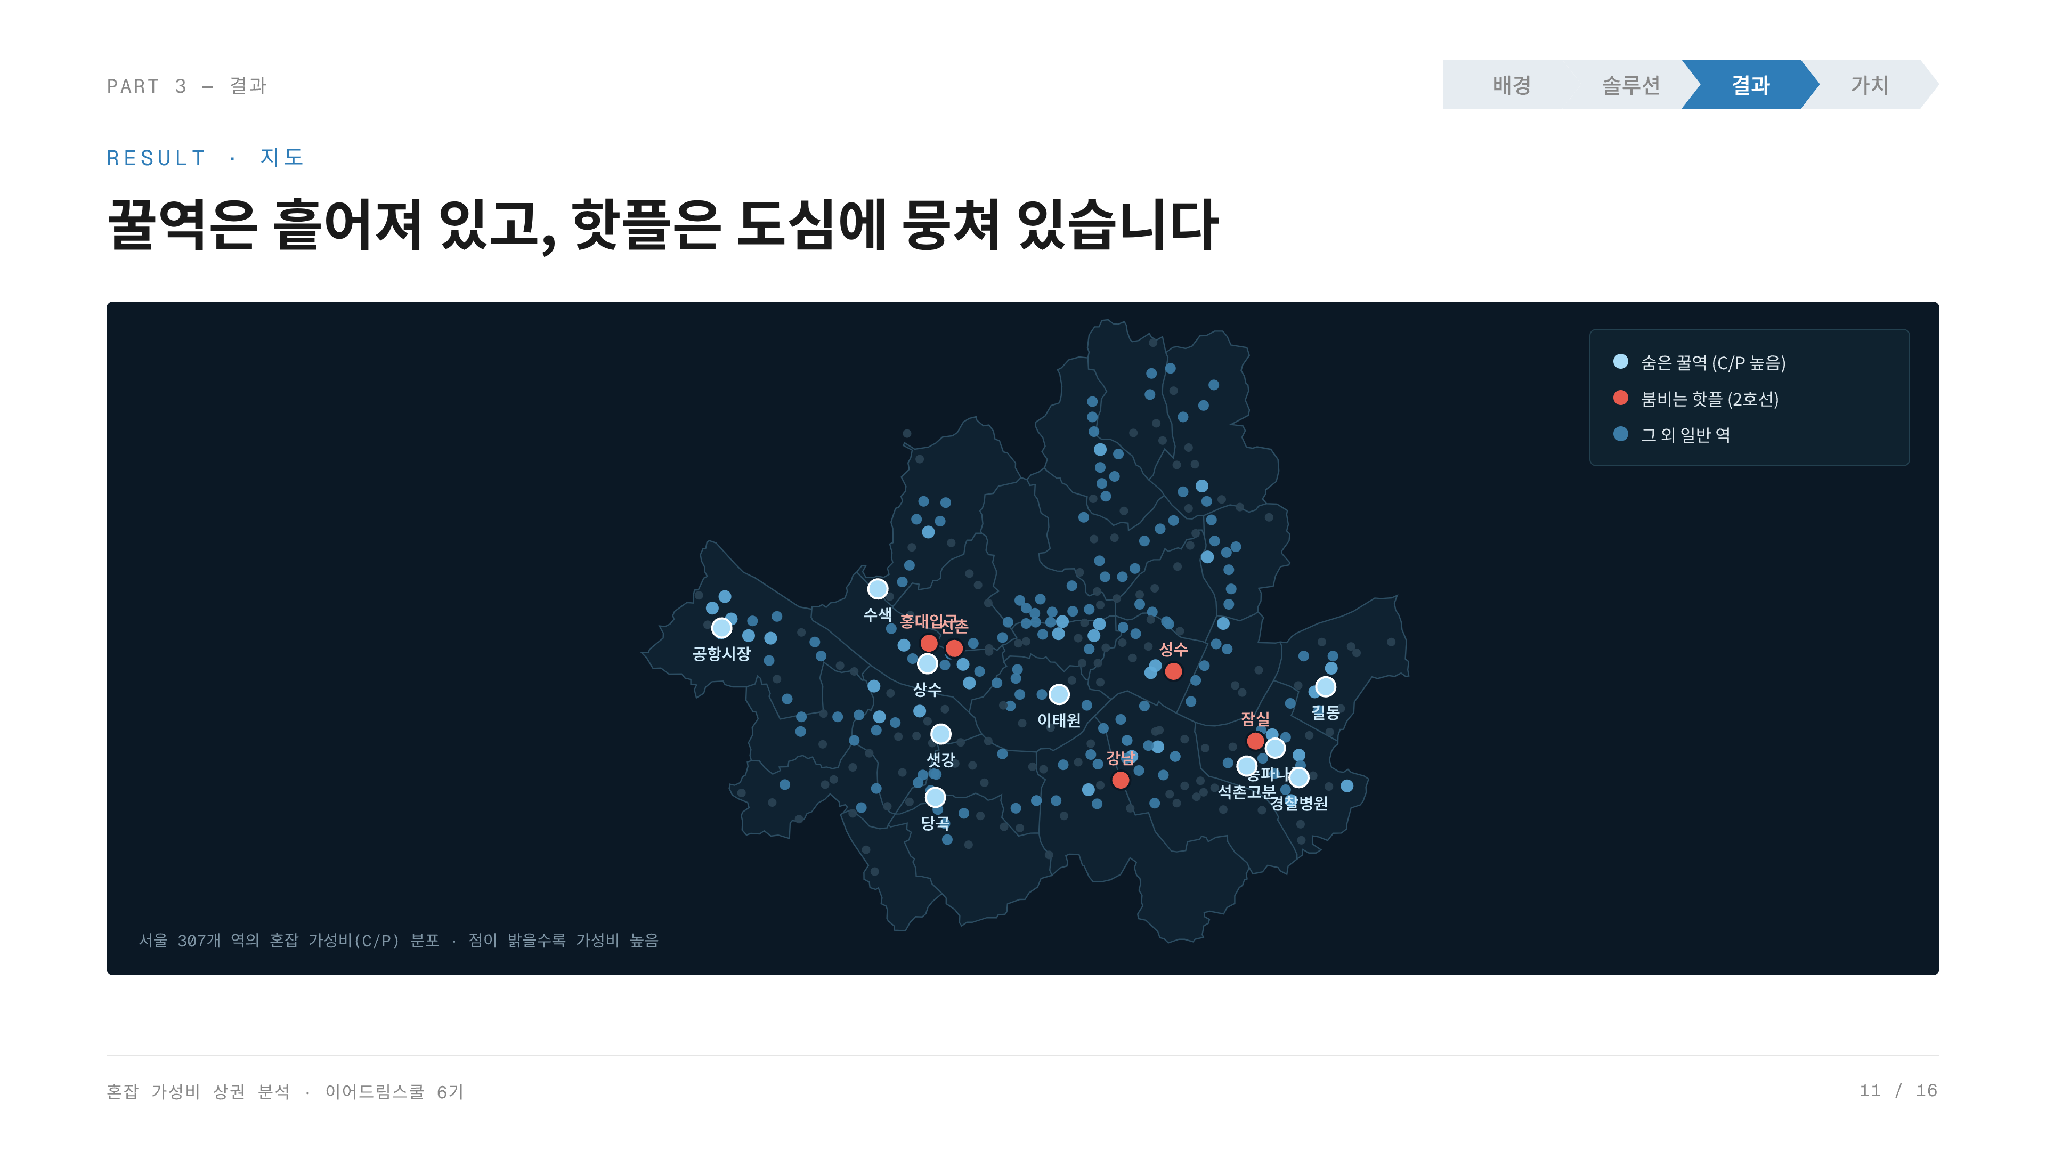 PART 3 — 결과
배경
솔루션
결과
가치
RESULT · 지도
꿀역은 흩어져 있고, 핫플은 도심에 뭉쳐 있습니다
숨은 꿀역 (C/P 높음)
붐비는 핫플 (2호선)
그 외 일반 역
수색
홍대입구
신촌
공항시장
상수
성수
이태원
길동
잠실
샛강
강남
석촌고분
경찰병원
당곡
서울 307개 역의 혼잡 가성비(C/P) 분포 · 점이 밝을수록 가성비 높음
혼잡 가성비 상권 분석 · 이어드림스쿨 6기
11 / 16